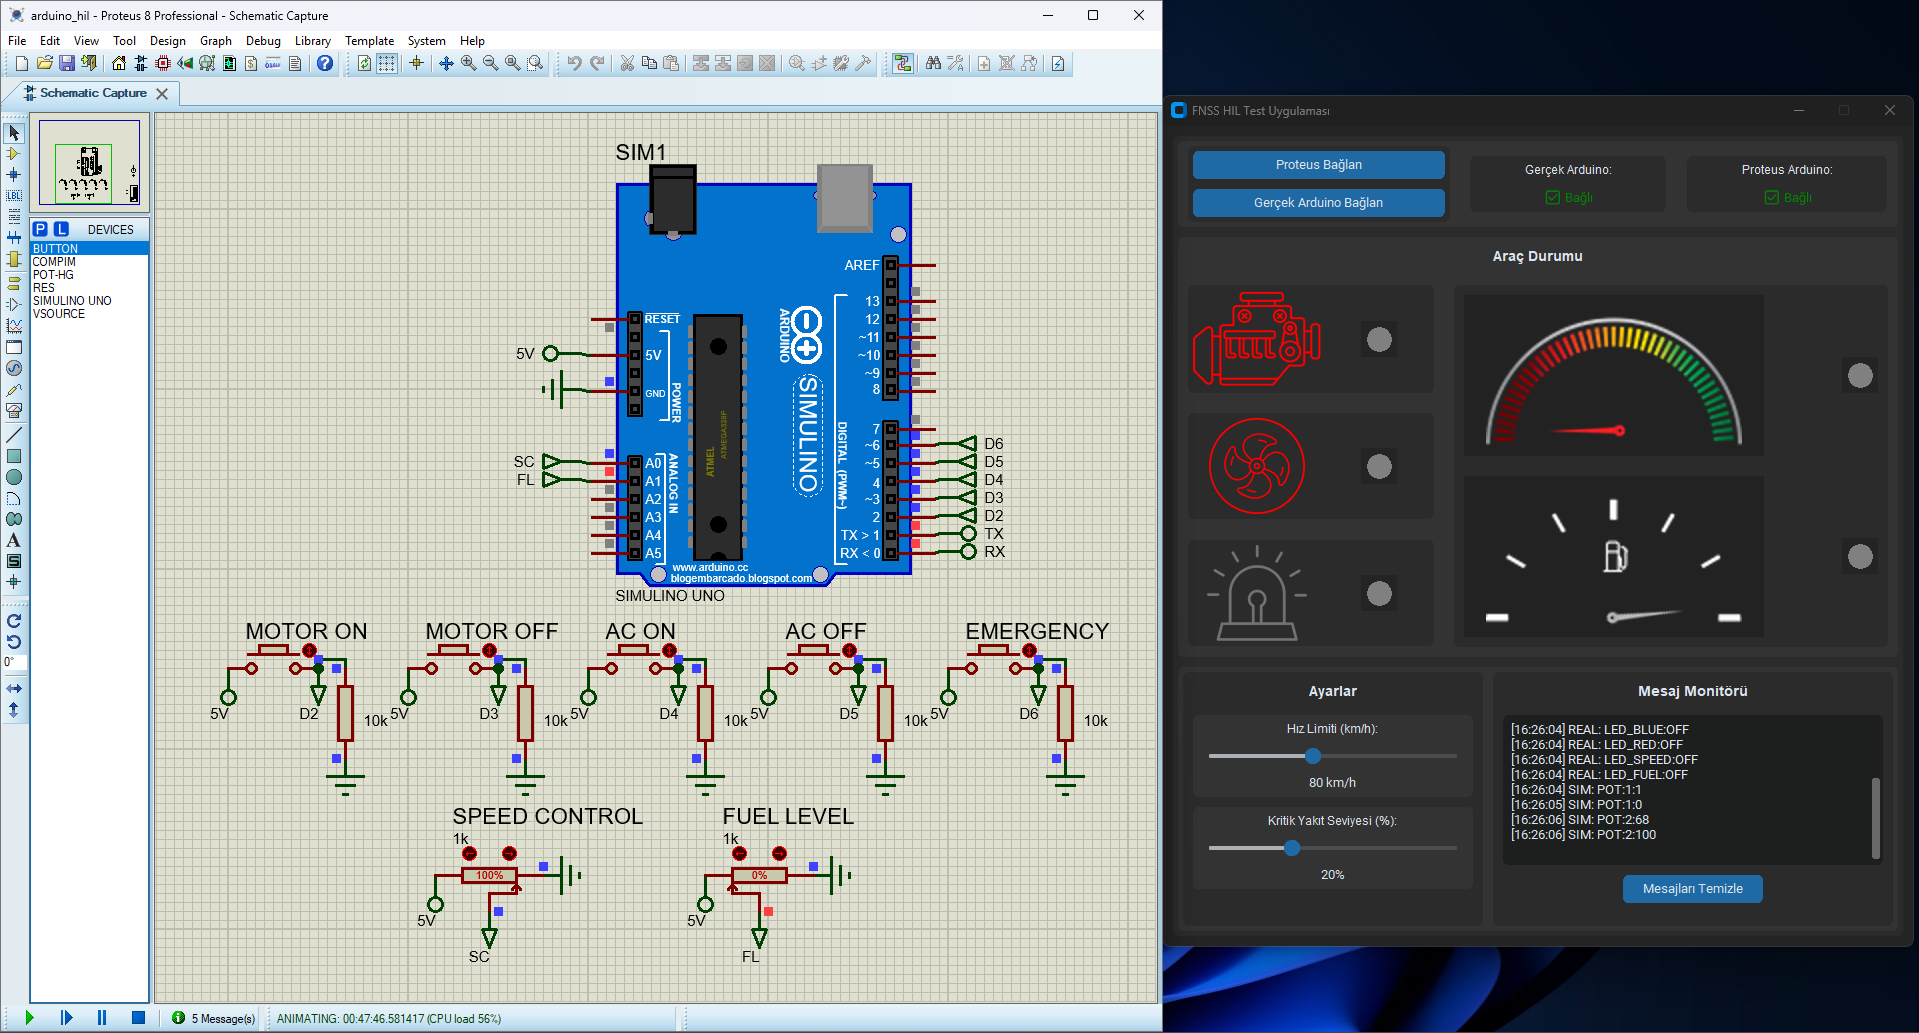 arduino_hil - Proteus 8 Professional - Schematic Capture
File Edit View Tool Design Graph Debug Library Template System Help
Schematic Capture
P L DEVICES
BUTTON
COMPIM
POT-HG
RES
SIMULINO UNO
VSOURCE
LBL
A
S
0°
SIM1
AREF
RESET
5V
5V
GND
POWER
13
12
~11
~10
~9
8
ARDUINO
SIMULINO
ATMEL
ATMEGA328P
DIGITAL (PWM~)
ANALOG IN
7
~6 D6
~5 D5
4 D4
~3 D3
2 D2
TX > 1 TX
RX < 0 RX
SC A0
FL A1
A2
A3
A4
A5
www.arduino.cc
blogembarcado.blogspot.com
SIMULINO UNO
MOTOR ON MOTOR OFF AC ON AC OFF EMERGENCY
5V D2 10k 5V D3 10k 5V D4 10k 5V D5 10k 5V D6 10k
SPEED CONTROL FUEL LEVEL
1k 1k
100% 0%
5V 5V
SC FL
5 Message(s) ANIMATING: 00:47:46.581417 (CPU load 56%)
FNSS HIL Test Uygulaması
Proteus Bağlan
Gerçek Arduino Bağlan
Gerçek Arduino:
Bağlı
Proteus Arduino:
Bağlı
Araç Durumu
Ayarlar
Hız Limiti (km/h):
80 km/h
Kritik Yakıt Seviyesi (%):
20%
Mesaj Monitörü
[16:26:04] REAL: LED_BLUE:OFF
[16:26:04] REAL: LED_RED:OFF
[16:26:04] REAL: LED_SPEED:OFF
[16:26:04] REAL: LED_FUEL:OFF
[16:26:04] SIM: POT:1:1
[16:26:05] SIM: POT:1:0
[16:26:06] SIM: POT:2:68
[16:26:06] SIM: POT:2:100
Mesajları Temizle